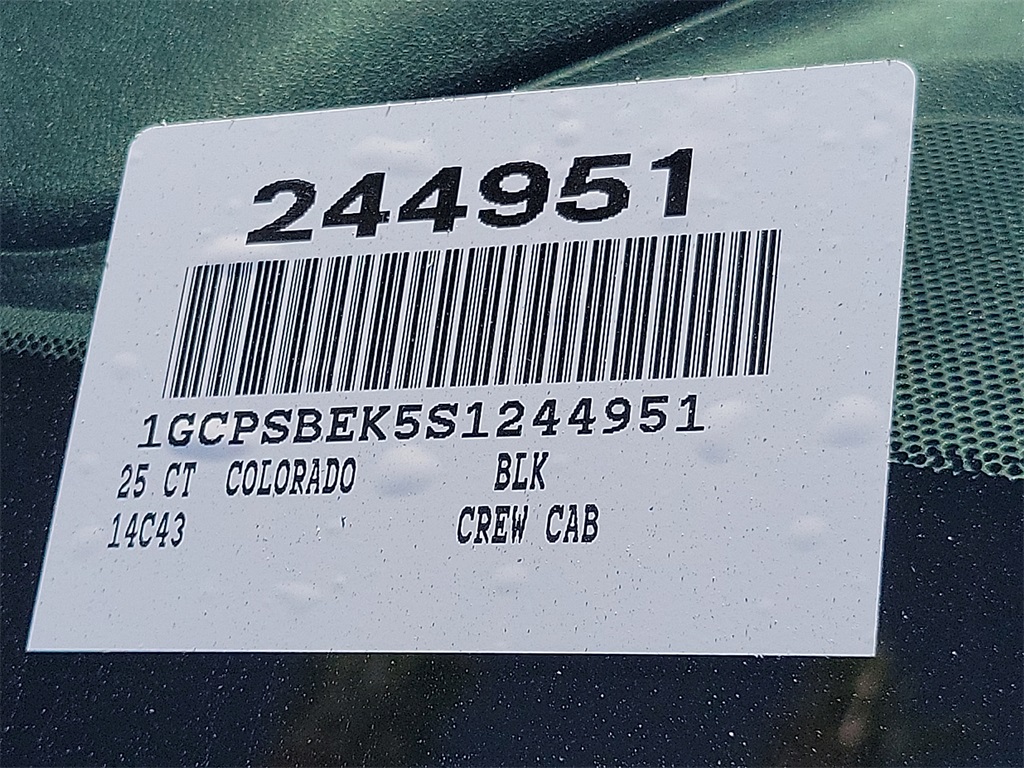 244951
1GCPSBEK5S1244951
25 CT COLORADO BLK
14C43 CREW CAB